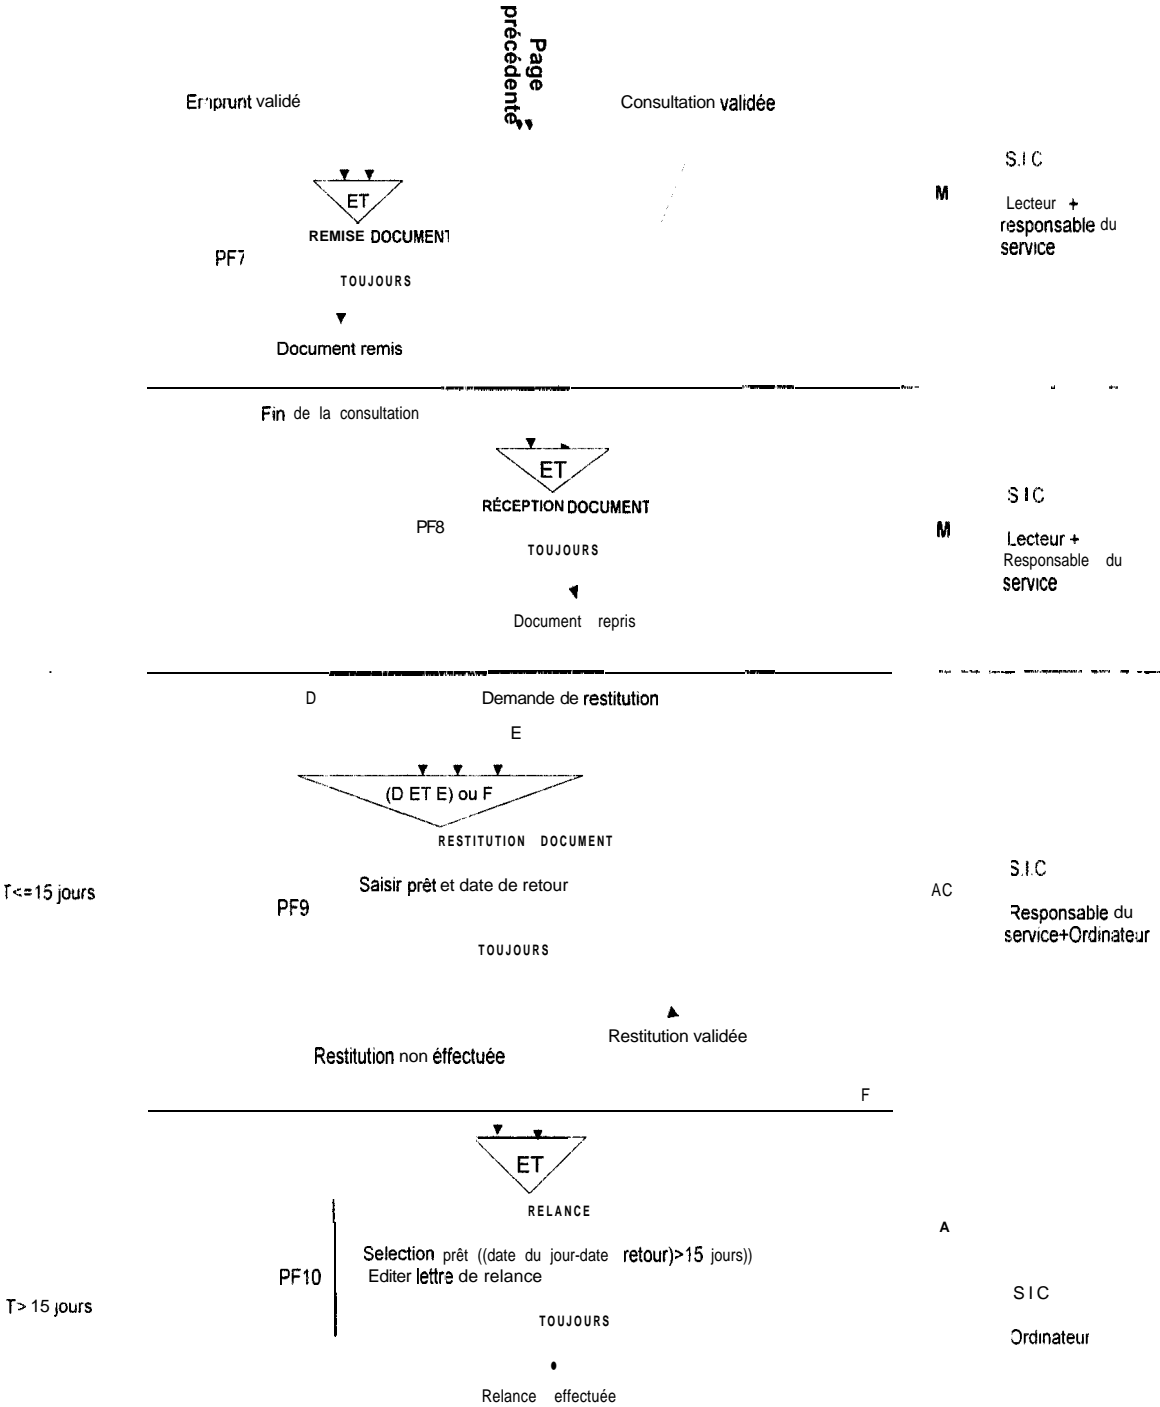 Page
précédente
Emprunt validé
Consultation validée
S.I C
M
Lecteur +
responsable du
service
ET
REMISE DOCUMENT
PF7
TOUJOURS
Document remis
Fin de la consultation
ET
RÉCEPTION DOCUMENT
PF8
TOUJOURS
Document repris
S I C
M
Lecteur +
Responsable du
service
D
Demande de restitution
E
(D ET E) ou F
RESTITUTION DOCUMENT
T<=15 jours
Saisir prêt et date de retour
PF9
TOUJOURS
AC
S.I.C
Responsable du
service+Ordinateur
Restitution validée
Restitution non éffectuée
F
ET
RELANCE
A
Selection prêt ((date du jour-date retour)>15 jours))
PF10
Editer lettre de relance
T> 15 jours
TOUJOURS
S I C
Ordinateur
Relance effectuée